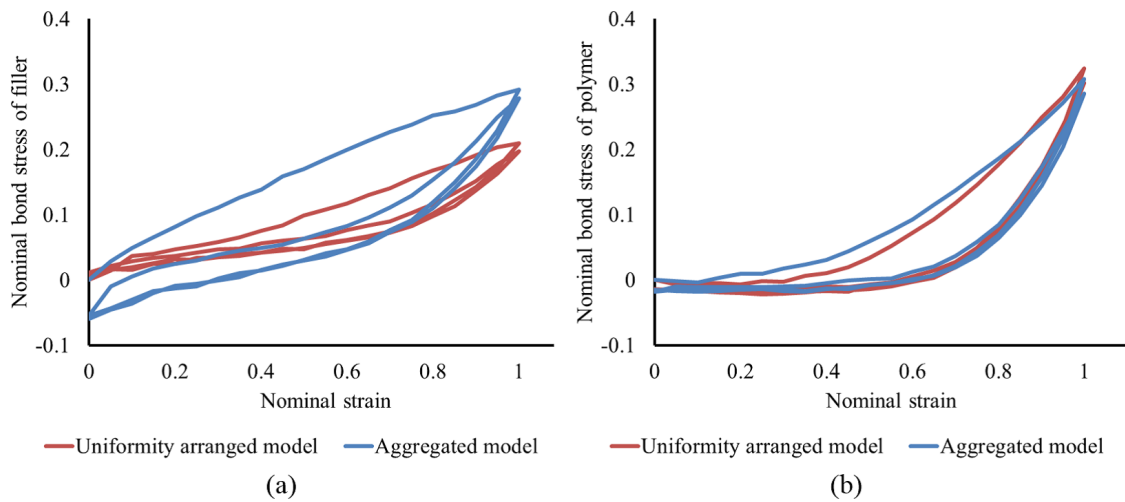 0.4
0.3
0.2
0.1
0
-0.1
Nominal bond stress of filler
0 0.2 0.4 0.6 0.8 1
Nominal strain
Uniformity arranged model Aggregated model
(a)
0.4
0.3
0.2
0.1
0
-0.1
Nominal bond stress of polymer
0 0.2 0.4 0.6 0.8 1
Nominal strain
Uniformity arranged model Aggregated model
(b)